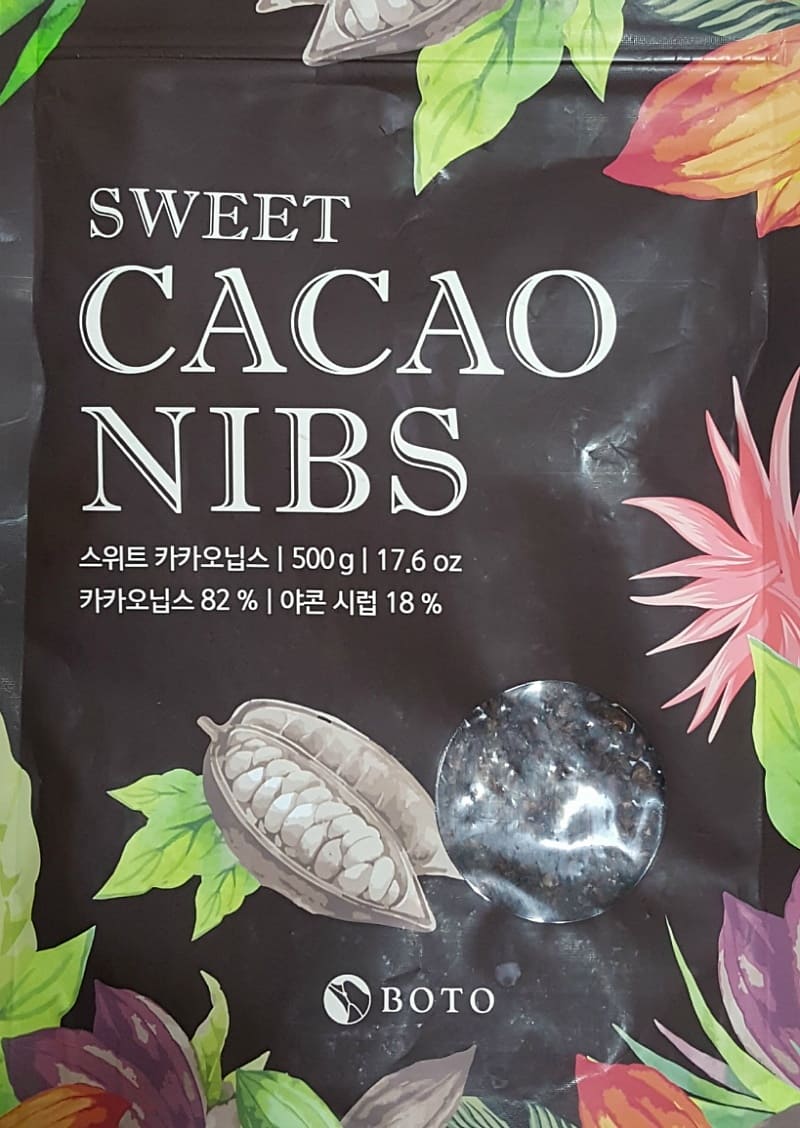 SWEET
CACAO
NIBS
스위트 카카오닙스 | 500 g | 17.6 oz
카카오닙스 82 % | 야콘 시럽 18 %
BOTO